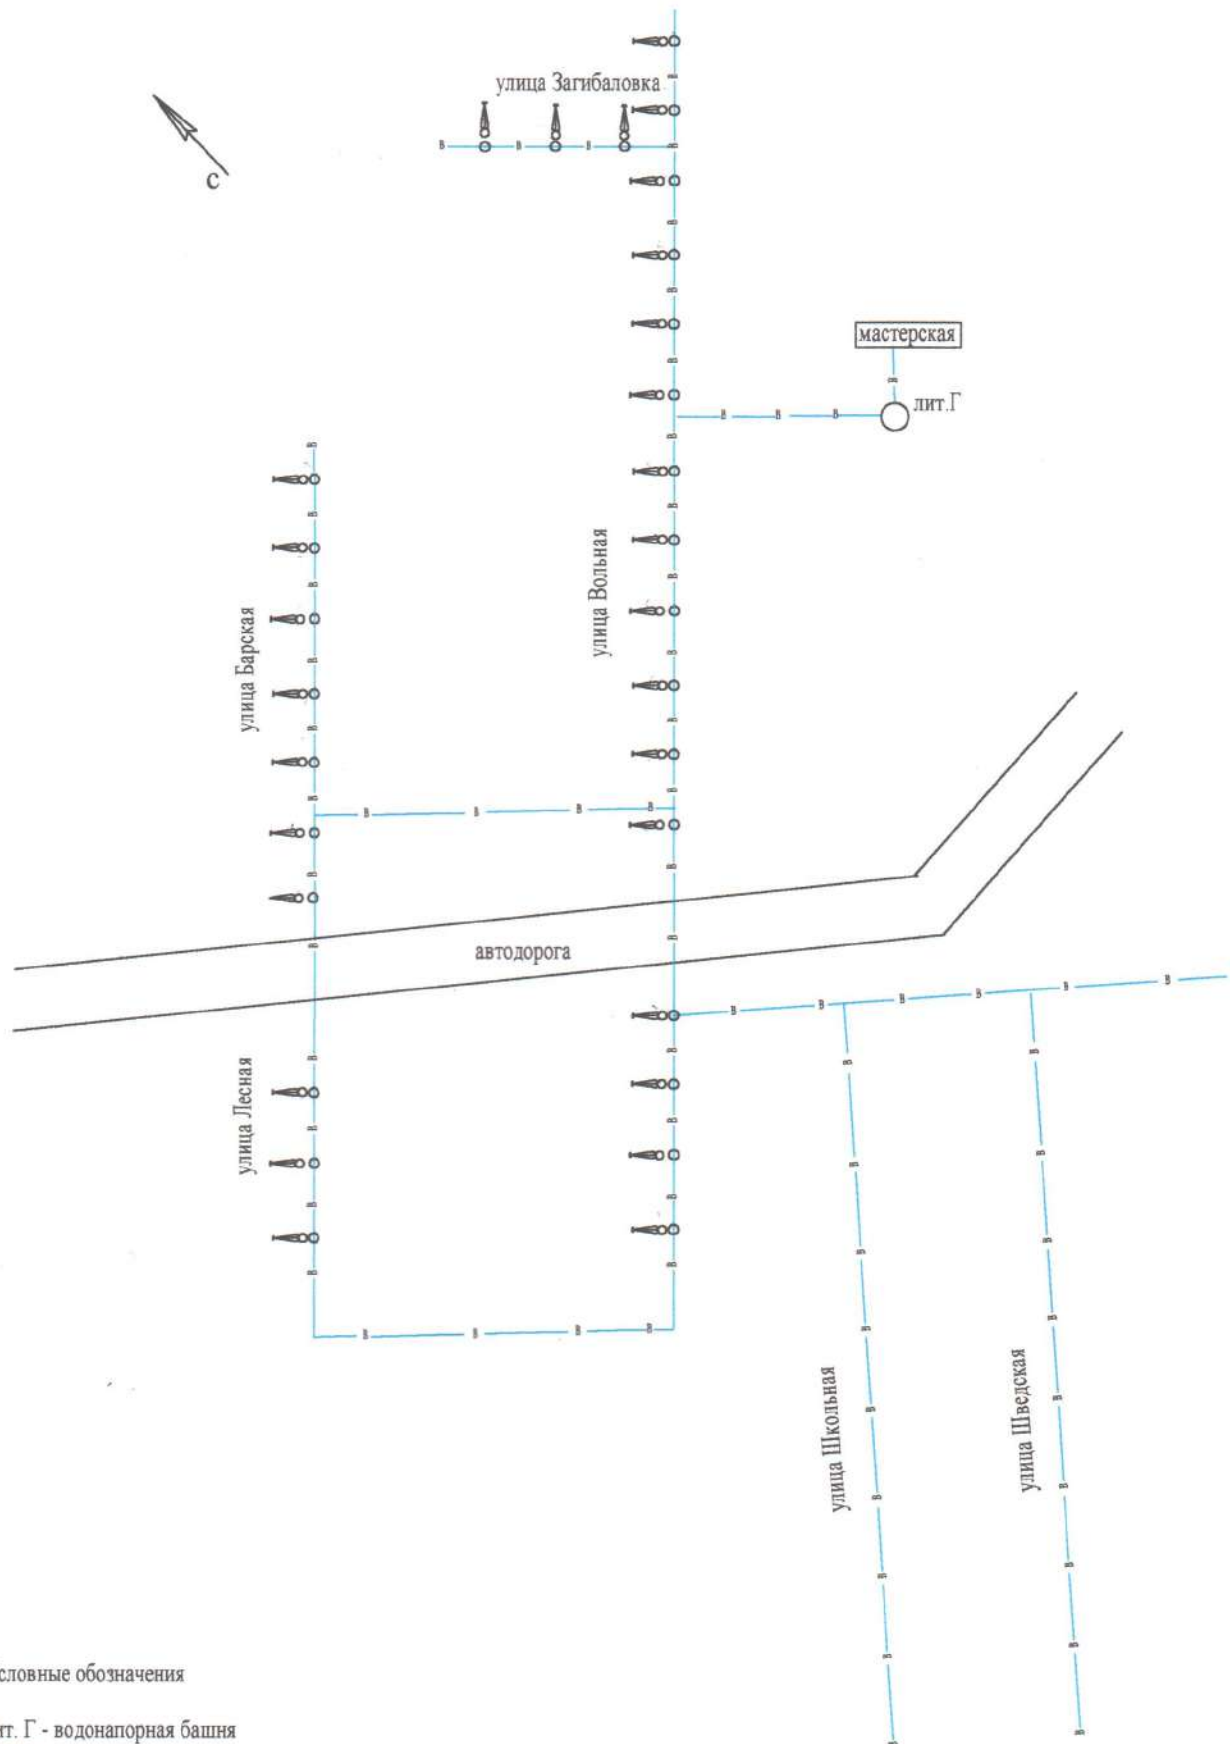 улица Загибаловка
с
мастерская
лит.Г
улица Барская
улица Вольная
автодорога
улица Лесная
улица Школьная
улица Шведская
словные обозначения
ит. Г - водонапорная башня